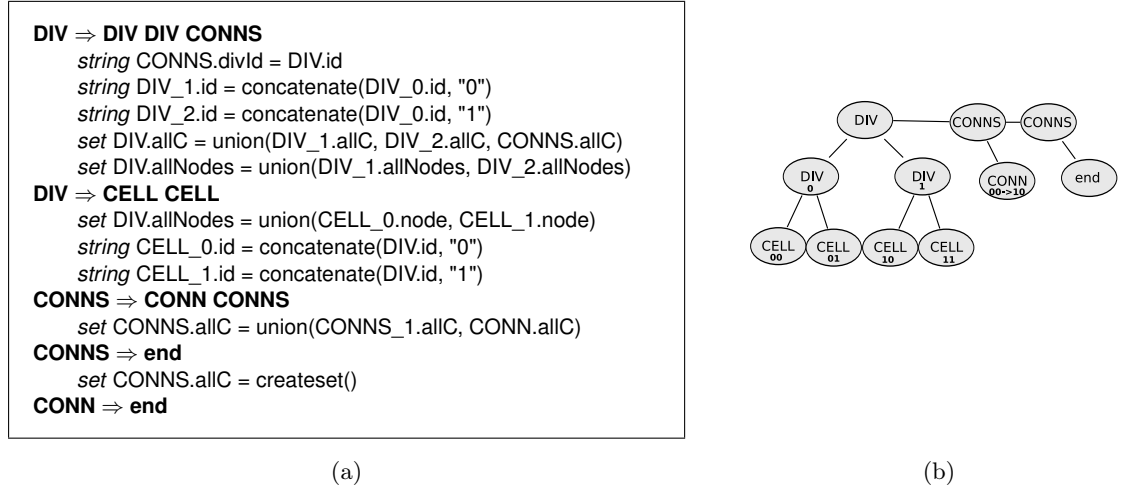 DIV ⇒ DIV DIV CONNS
string CONNS.divId = DIV.id
string DIV_1.id = concatenate(DIV_0.id, "0")
string DIV_2.id = concatenate(DIV_0.id, "1")
set DIV.allC = union(DIV_1.allC, DIV_2.allC, CONNS.allC)
set DIV.allNodes = union(DIV_1.allNodes, DIV_2.allNodes)
DIV ⇒ CELL CELL
set DIV.allNodes = union(CELL_0.node, CELL_1.node)
string CELL_0.id = concatenate(DIV.id, "0")
string CELL_1.id = concatenate(DIV.id, "1")
CONNS ⇒ CONN CONNS
set CONNS.allC = union(CONNS_1.allC, CONN.allC)
CONNS ⇒ end
set CONNS.allC = createset()
CONN ⇒ end
(a)
DIV CONNS CONNS
DIV DIV CONN end
0 1 00->10
CELL CELL CELL CELL
00 01 10 11
(b)